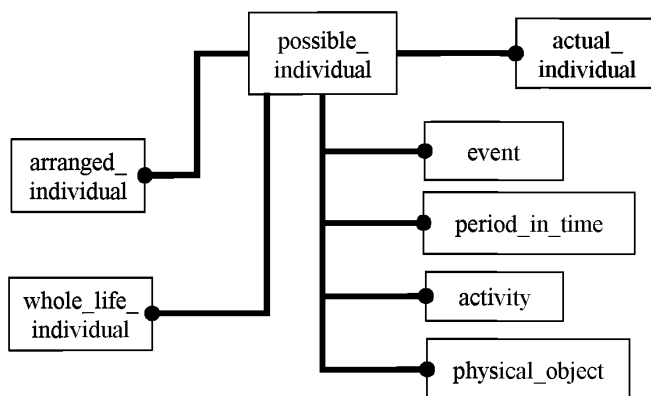 possible_
individual
actual_
individual
arranged_
individual
event
period_in_time
whole_life_
individual
activity
physical_object